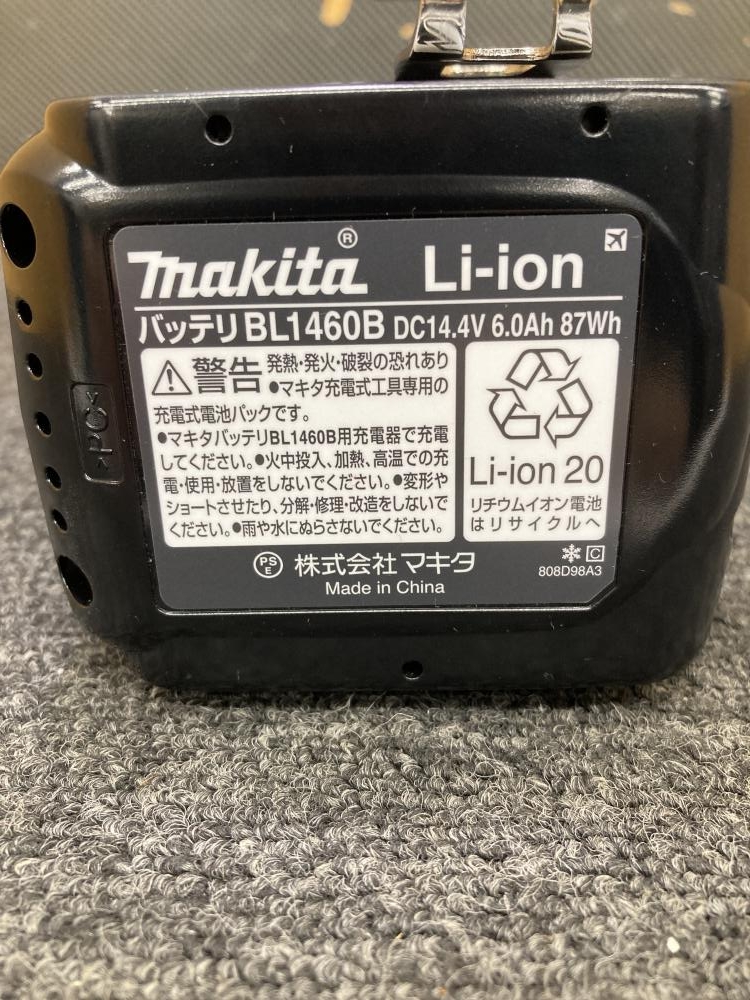 makita® Li-ion
バッテリ BL1460B DC14.4V 6.0Ah 87Wh
警告 発熱・発火・破裂の恐れあり
●マキタ充電式工具専用の
充電式電池パックです。
●マキタバッテリBL1460B用充電器で充電
してください。●火中投入、加熱、高温での充
電・使用・放置をしないでください。●変形や
ショートさせたり、分解・修理・改造をしないで
ください。●雨や水にぬらさないでください。
Li-ion 20
リチウムイオン電池
はリサイクルへ
PS
E 株式会社 マキタ
Made in China
C
808D98A3
>PC<